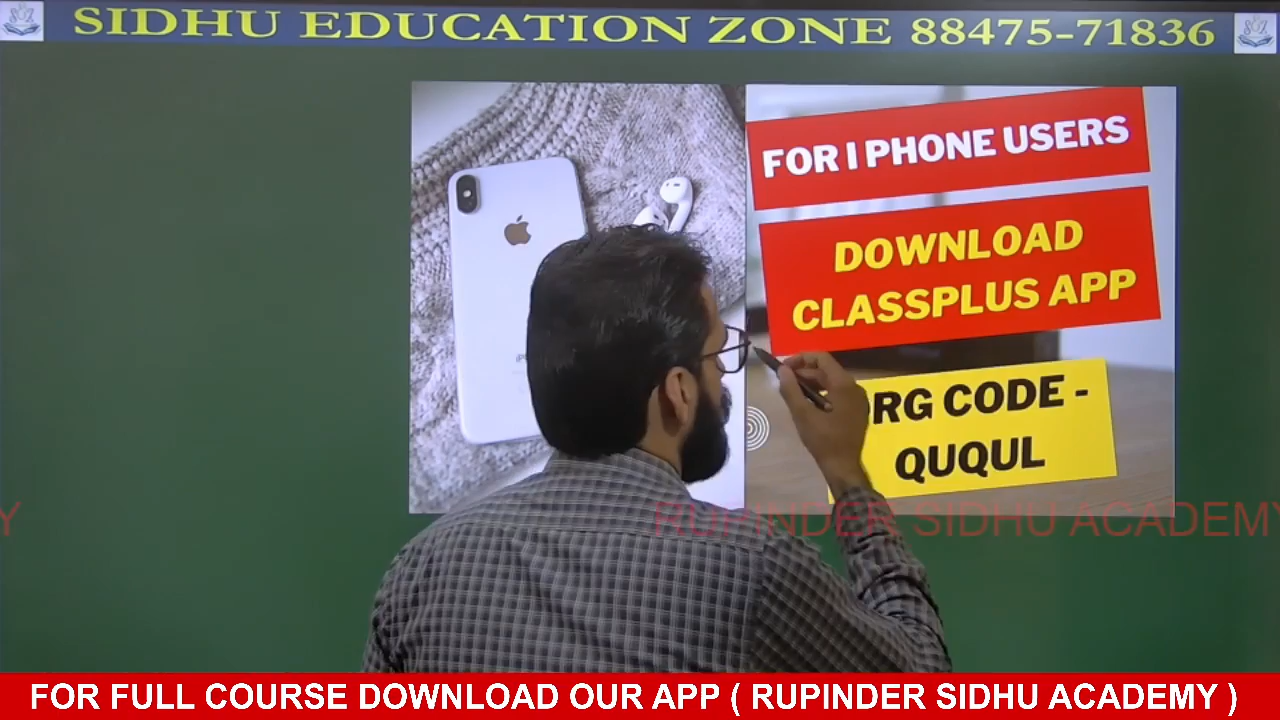 SIDHU EDUCATION ZONE 88475-71836
FOR I PHONE USERS
DOWNLOAD
CLASSPLUS APP
CODE -
QUQUL
RUPINDER SIDHU ACADEMY
FOR FULL COURSE DOWNLOAD OUR APP ( RUPINDER SIDHU ACADEMY )